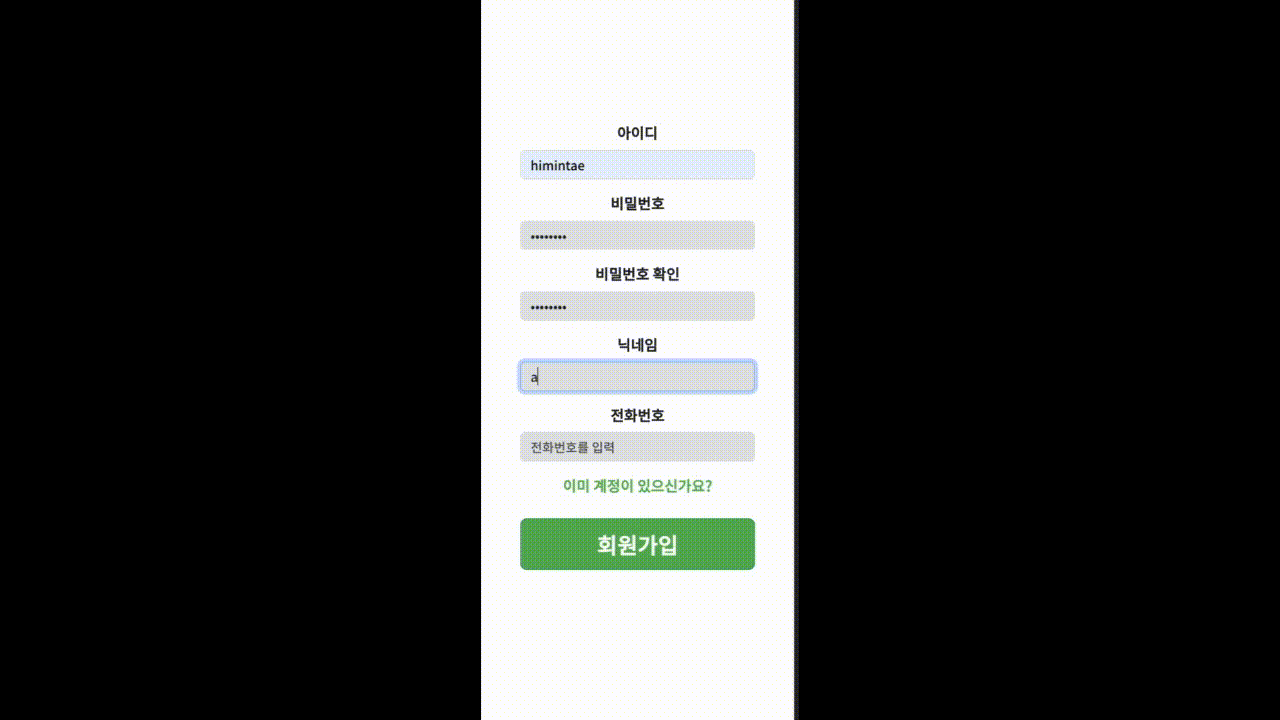 아이디
himintae
비밀번호
••••••••
비밀번호 확인
••••••••
닉네임
a
전화번호
전화번호를 입력
이미 계정이 있으신가요?
회원가입